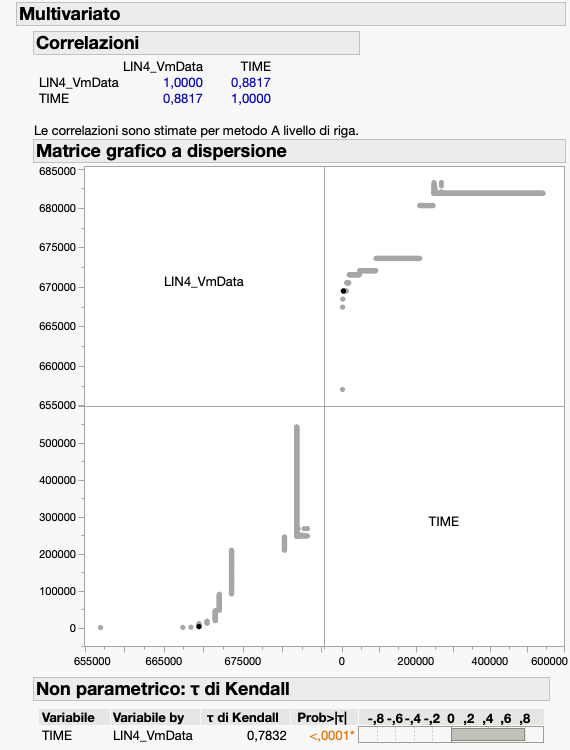 Multivariato
Correlazioni
LIN4_VmData TIME
LIN4_VmData 1,0000 0,8817
TIME 0,8817 1,0000
Le correlazioni sono stimate per metodo A livello di riga.
Matrice grafico a dispersione
685000
680000
675000
670000
665000
660000
655000
LIN4_VmData
500000
400000
300000
200000
100000
0
TIME
655000 665000 675000 0 200000 400000 600000
Non parametrico: τ di Kendall
Variabile Variabile by τ di Kendall Prob>|τ| -,8 -,6 -,4 -,2 0 ,2 ,4 ,6 ,8
TIME LIN4_VmData 0,7832 <,0001*